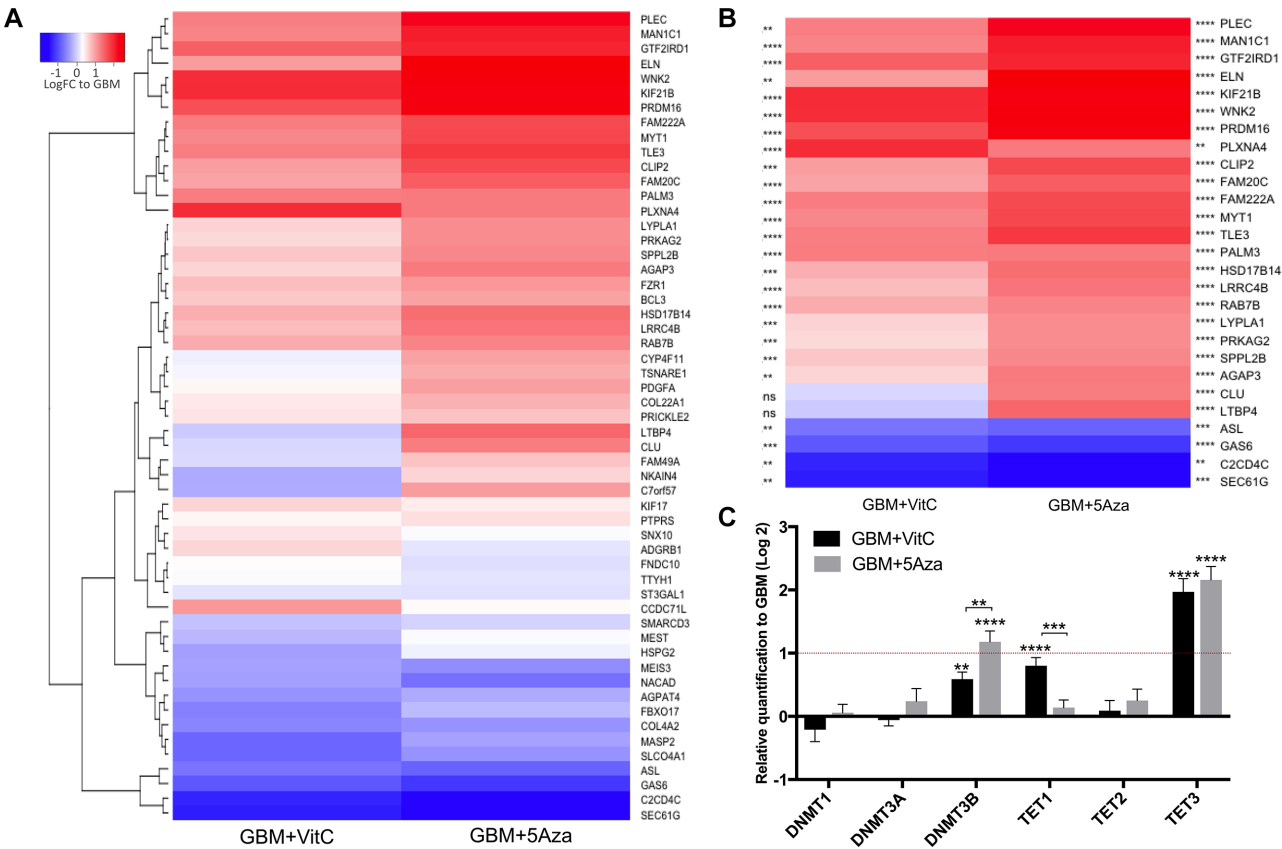 A
-1 0 1
LogFC to GBM
PLEC
MAN1C1
GTF2IRD1
ELN
WNK2
KIF21B
PRDM16
FAM222A
MYT1
TLE3
CLIP2
FAM20C
PALM3
PLXNA4
LYPLA1
PRKAG2
SPPL2B
AGAP3
FZR1
BCL3
HSD17B14
LRRC4B
RAB7B
CYP4F11
TSNARE1
PDGFA
COL22A1
PRICKLE2
LTBP4
CLU
FAM49A
NKAIN4
C7orf57
KIF17
PTPRS
SNX10
ADGRB1
FNDC10
TTYH1
ST3GAL1
CCDC71L
SMARCD3
MEST
HSPG2
MEIS3
NACAD
AGPAT4
FBXO17
COL4A2
MASP2
SLCO4A1
ASL
GAS6
C2CD4C
SEC61G
GBM+VitC GBM+5Aza
B
** **** PLEC
**** **** MAN1C1
**** **** GTF2IRD1
** **** ELN
**** **** KIF21B
**** **** WNK2
**** **** PRDM16
**** ** PLXNA4
*** **** CLIP2
**** **** FAM20C
**** **** FAM222A
**** **** MYT1
**** **** TLE3
**** **** PALM3
*** **** HSD17B14
**** **** LRRC4B
**** **** RAB7B
*** **** LYPLA1
*** **** PRKAG2
*** **** SPPL2B
** **** AGAP3
ns **** CLU
ns **** LTBP4
** *** ASL
*** **** GAS6
** ** C2CD4C
** *** SEC61G
GBM+VitC GBM+5Aza
C
Relative quantification to GBM (Log 2)
3
2
1
0
-1
GBM+VitC
GBM+5Aza
** **** **
**** ***
**** ****
DNMT1
DNMT3A
DNMT3B
TET1
TET2
TET3